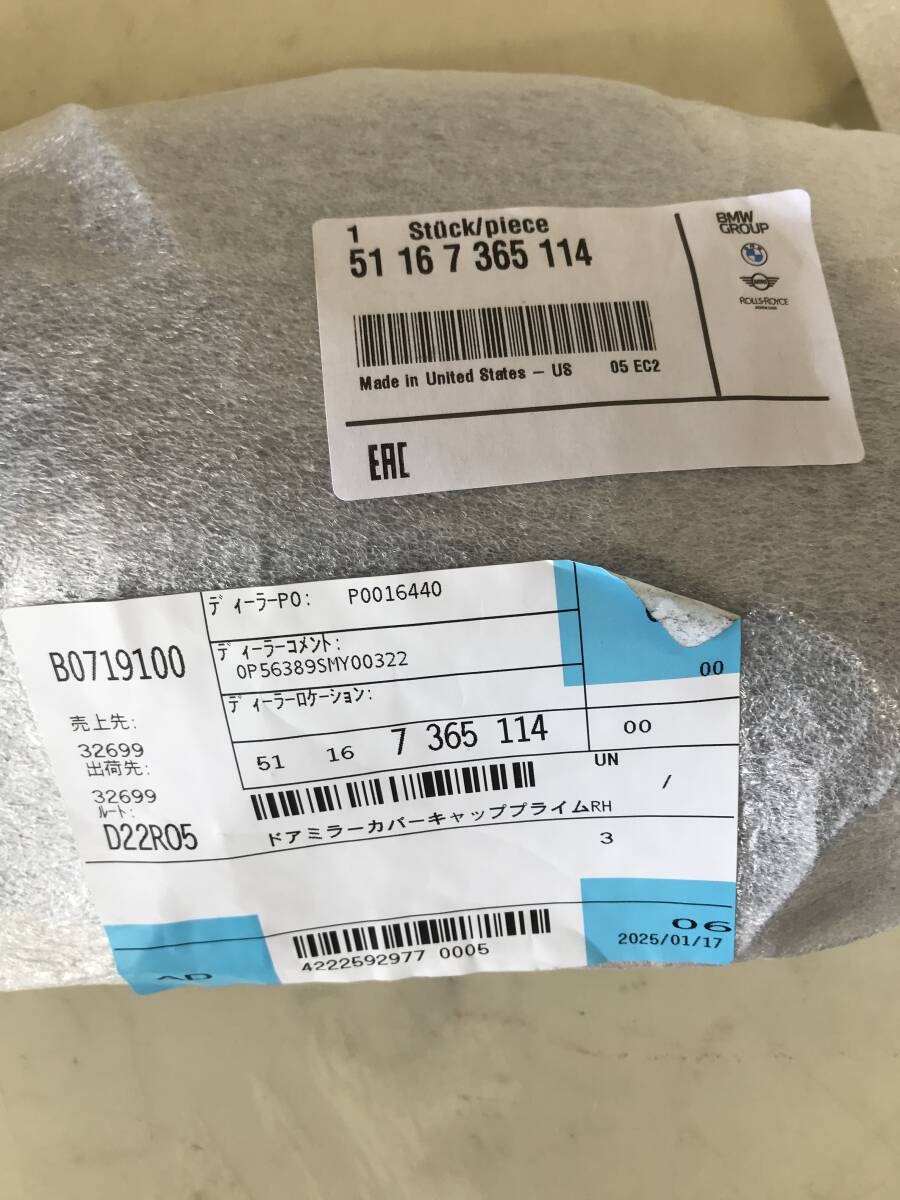 1 Stück/piece
51 16 7 365 114
Made in United States - US 05 EC2
BMW
GROUP
MINI
ROLLS-ROYCE
EAC
B0719100
売上先:
32699
出荷先:
32699
ルート:
D22R05
ディーラーPO: P0016440
ディーラーコメント:
0P56389SMY00322
ディーラーロケーション:
51 16 7 365 114
00
00
UN
/
ドアミラーカバーキャッププライムRH
3
4222592977 0005
06
2025/01/17